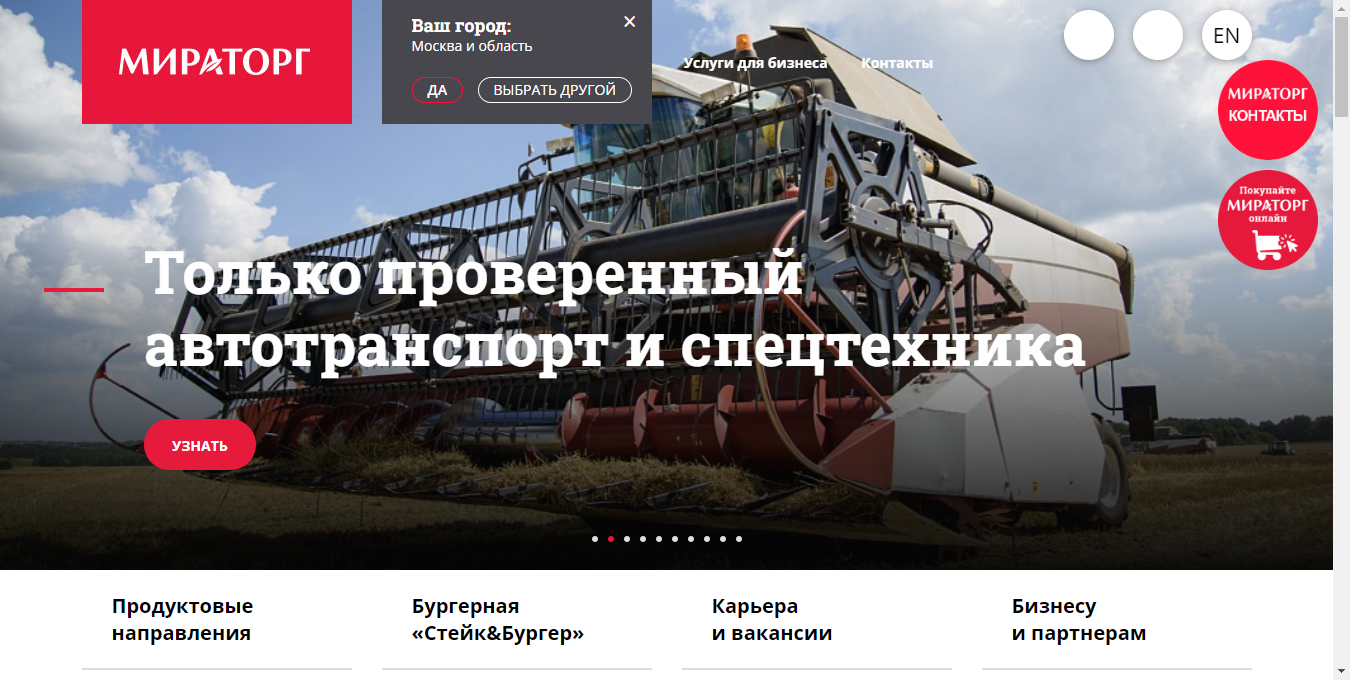 МИРАТОРГ
Ваш город:
Москва и область
ДА
ВЫБРАТЬ ДРУГОЙ
Услуги для бизнеса
Контакты
EN
МИРАТОРГ
КОНТАКТЫ
Покупайте
МИРАТОРГ
онлайн
Только проверенный
автотранспорт и спецтехника
УЗНАТЬ
Продуктовые
направления
Бургерная
«Стейк&Бургер»
Карьера
и вакансии
Бизнесу
и партнерам